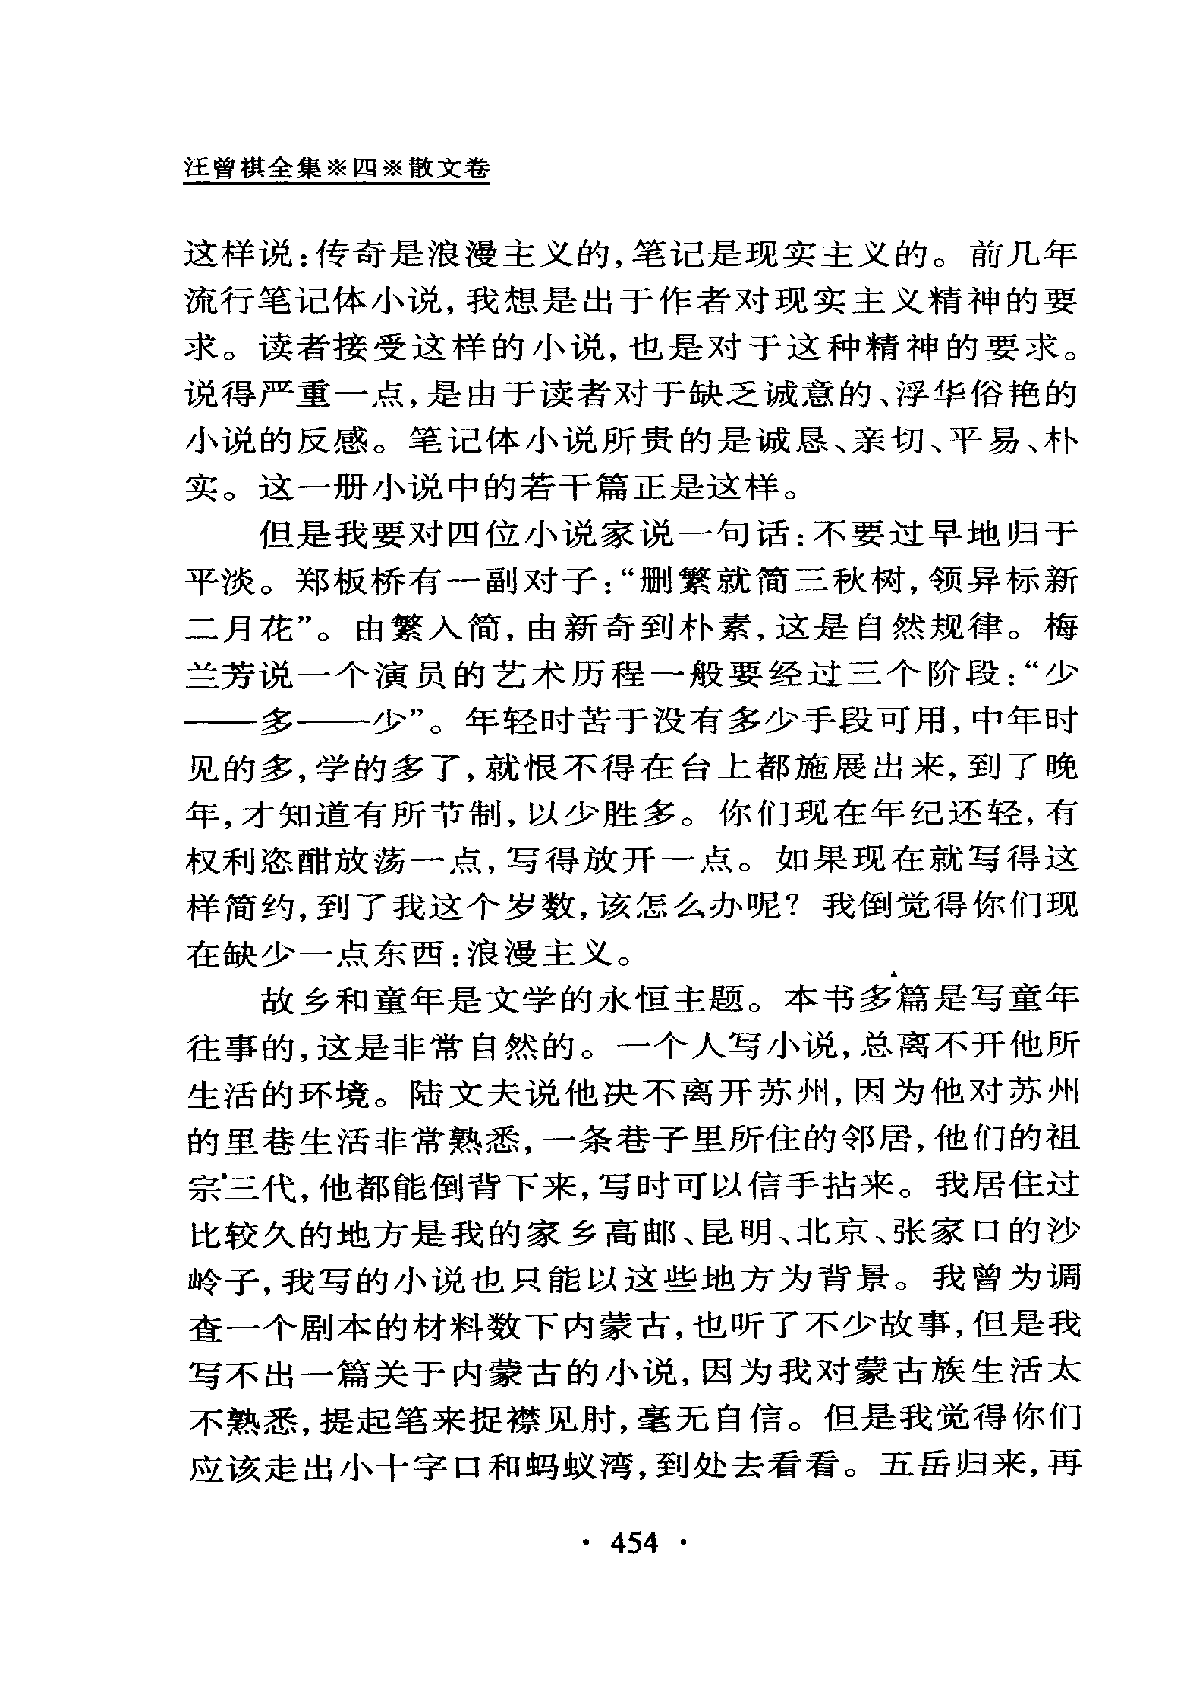 汪曾祺全集※四※散文卷
这样说:传奇是浪漫主义的,笔记是现实主义的。前几年
流行笔记体小说,我想是出于作者对现实主义精神的要
求。读者接受这样的小说,也是对于这种精神的要求。
说得严重一点,是由于读者对于缺乏诚意的、浮华俗艳的
小说的反感。笔记体小说所贵的是诚恳、亲切、平易、朴
实。这一册小说中的若干篇正是这样。
但是我要对四位小说家说一句话:不要过早地归于
平淡。郑板桥有一副对子:“删繁就简三秋树,领异标新
二月花”。由繁入简,由新奇到朴素,这是自然规律。梅
兰芳说一个演员的艺术历程一般要经过三个阶段:“少
——多——少”。年轻时苦于没有多少手段可用,中年时
见的多,学的多了,就恨不得在台上都施展出来,到了晚
年,才知道有所节制,以少胜多。你们现在年纪还轻,有
权利恣酣放荡一点,写得放开一点。如果现在就写得这
样简约,到了我这个岁数,该怎么办呢?我倒觉得你们现
在缺少一点东西:浪漫主义。
故乡和童年是文学的永恒主题。本书多篇是写童年
往事的,这是非常自然的。一个人写小说,总离不开他所
生活的环境。陆文夫说他决不离开苏州,因为他对苏州
的里巷生活非常熟悉,一条巷子里所住的邻居,他们的祖
宗三代,他都能倒背下来,写时可以信手拈来。我居住过
比较久的地方是我的家乡高邮、昆明、北京、张家口的沙
岭子,我写的小说也只能以这些地方为背景。我曾为调
查一个剧本的材料数下内蒙古,也听了不少故事,但是我
写不出一篇关于内蒙古的小说,因为我对蒙古族生活太
不熟悉,提起笔来捉襟见肘,毫无自信。但是我觉得你们
应该走出小十字口和蚂蚁湾,到处去看看。五岳归来,再
· 454 ·